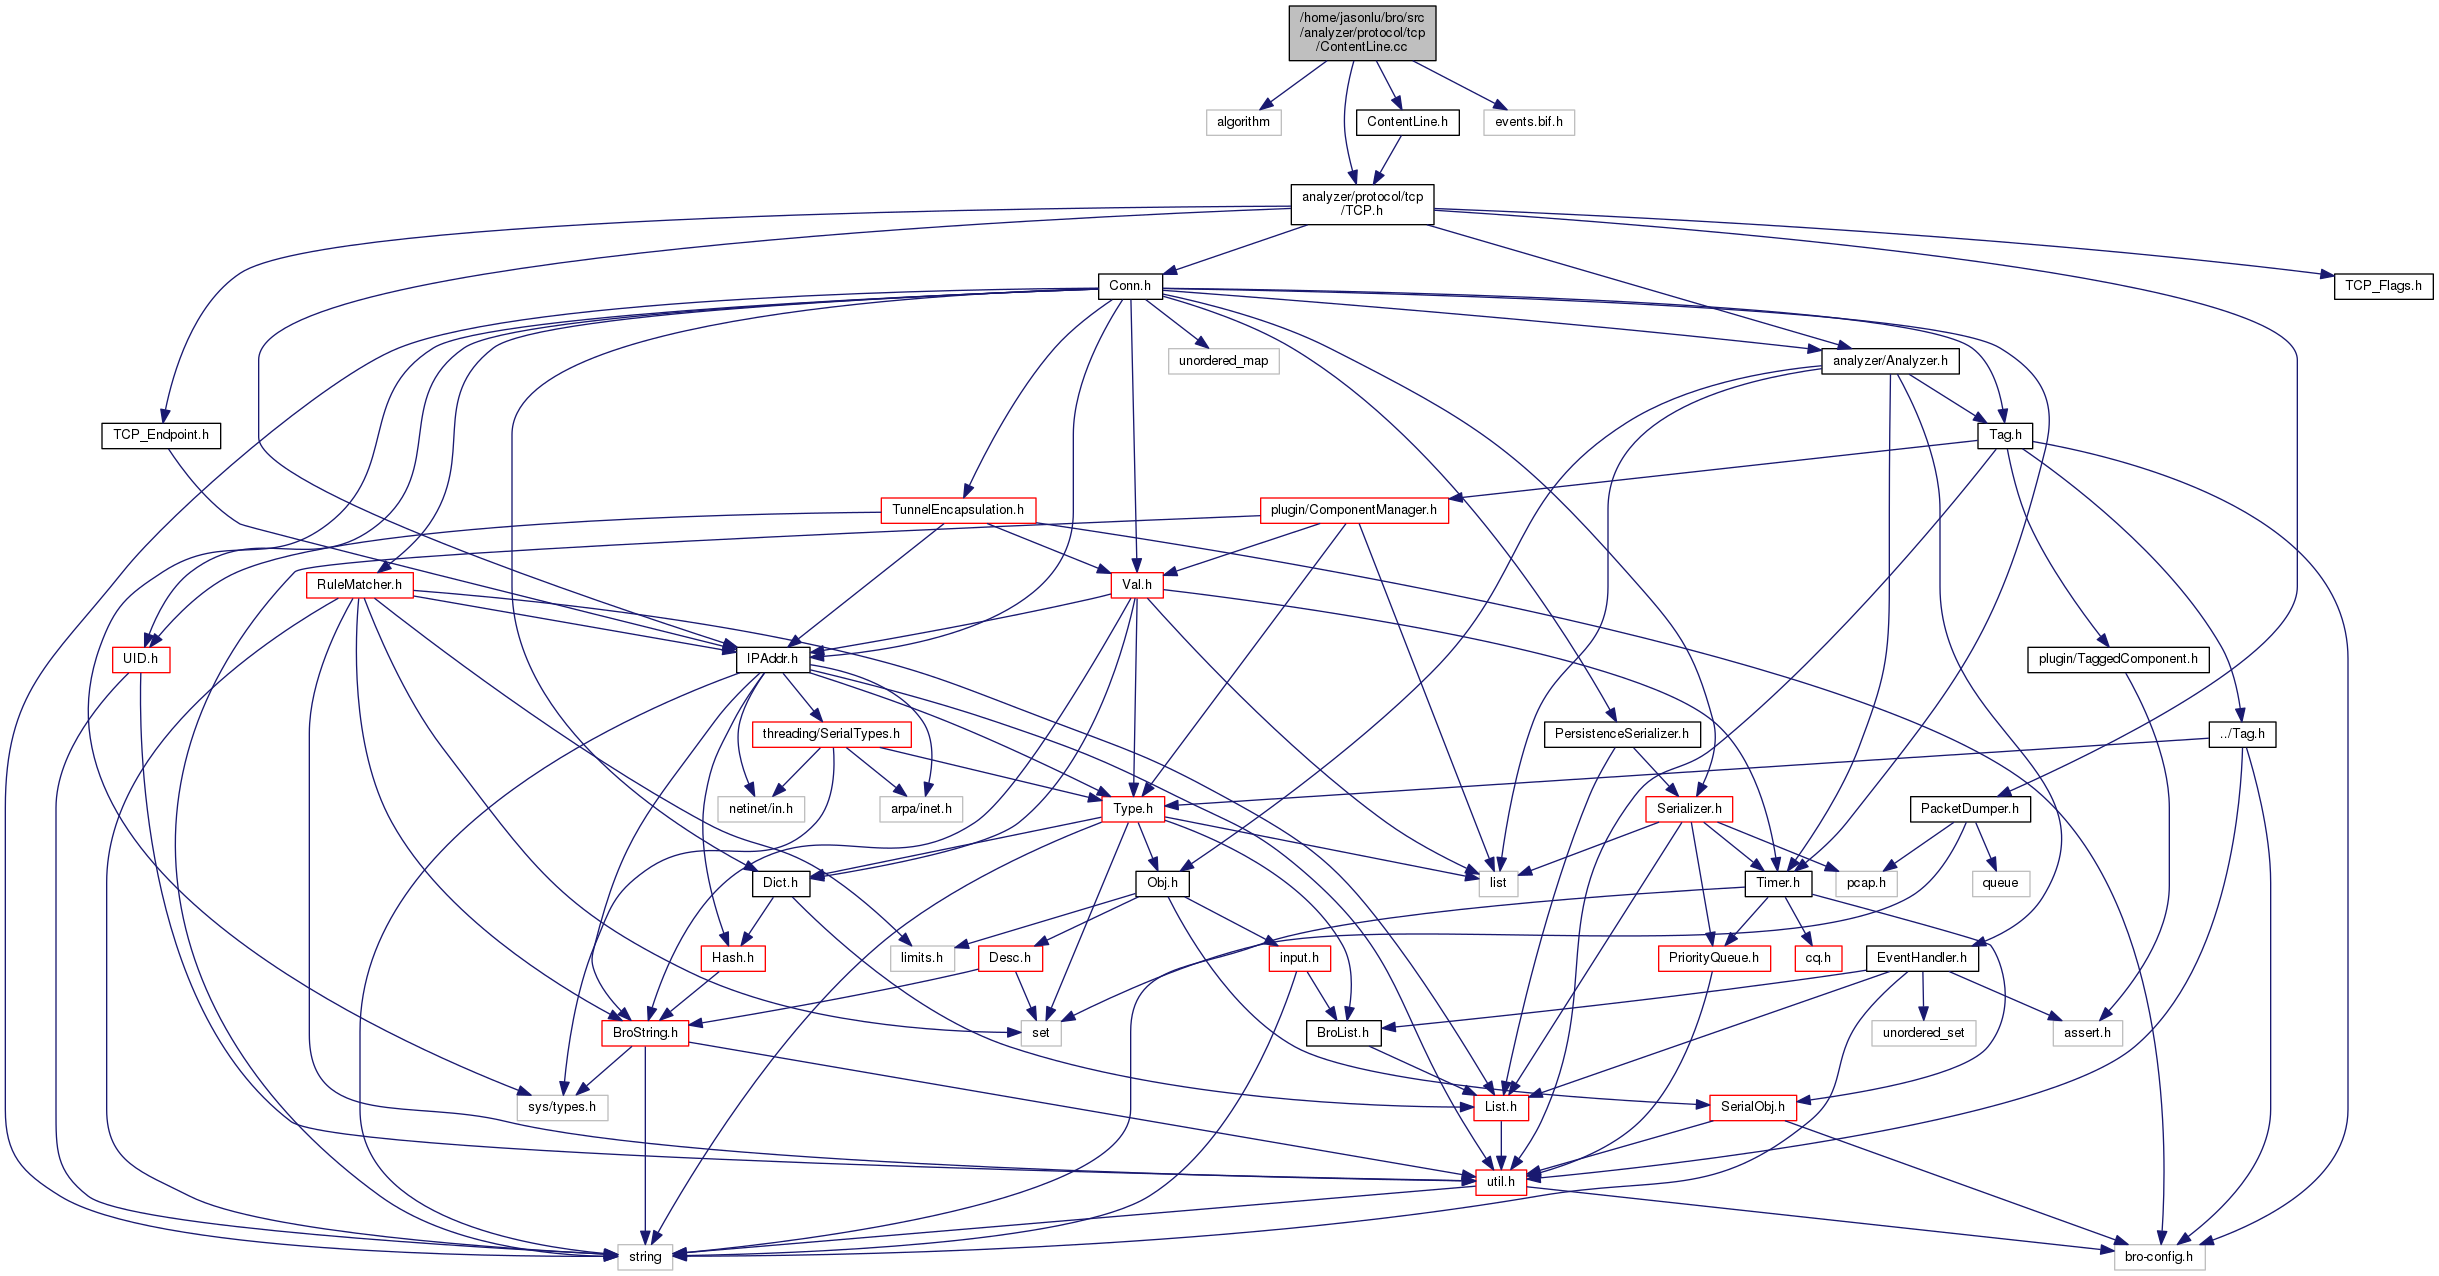 /home/jasonlu/bro/src
/analyzer/protocol/tcp
/ContentLine.cc
algorithm
ContentLine.h
events.bif.h
analyzer/protocol/tcp
/TCP.h
Conn.h
TCP_Flags.h
unordered_map
analyzer/Analyzer.h
TCP_Endpoint.h
Tag.h
TunnelEncapsulation.h
plugin/ComponentManager.h
RuleMatcher.h
Val.h
UID.h
IPAddr.h
plugin/TaggedComponent.h
threading/SerialTypes.h
PersistenceSerializer.h
../Tag.h
netinet/in.h
arpa/inet.h
Type.h
Serializer.h
PacketDumper.h
Dict.h
Obj.h
list
Timer.h
pcap.h
queue
Hash.h
limits.h
Desc.h
input.h
PriorityQueue.h
cq.h
EventHandler.h
BroString.h
set
BroList.h
unordered_set
assert.h
sys/types.h
List.h
SerialObj.h
util.h
string
bro-config.h